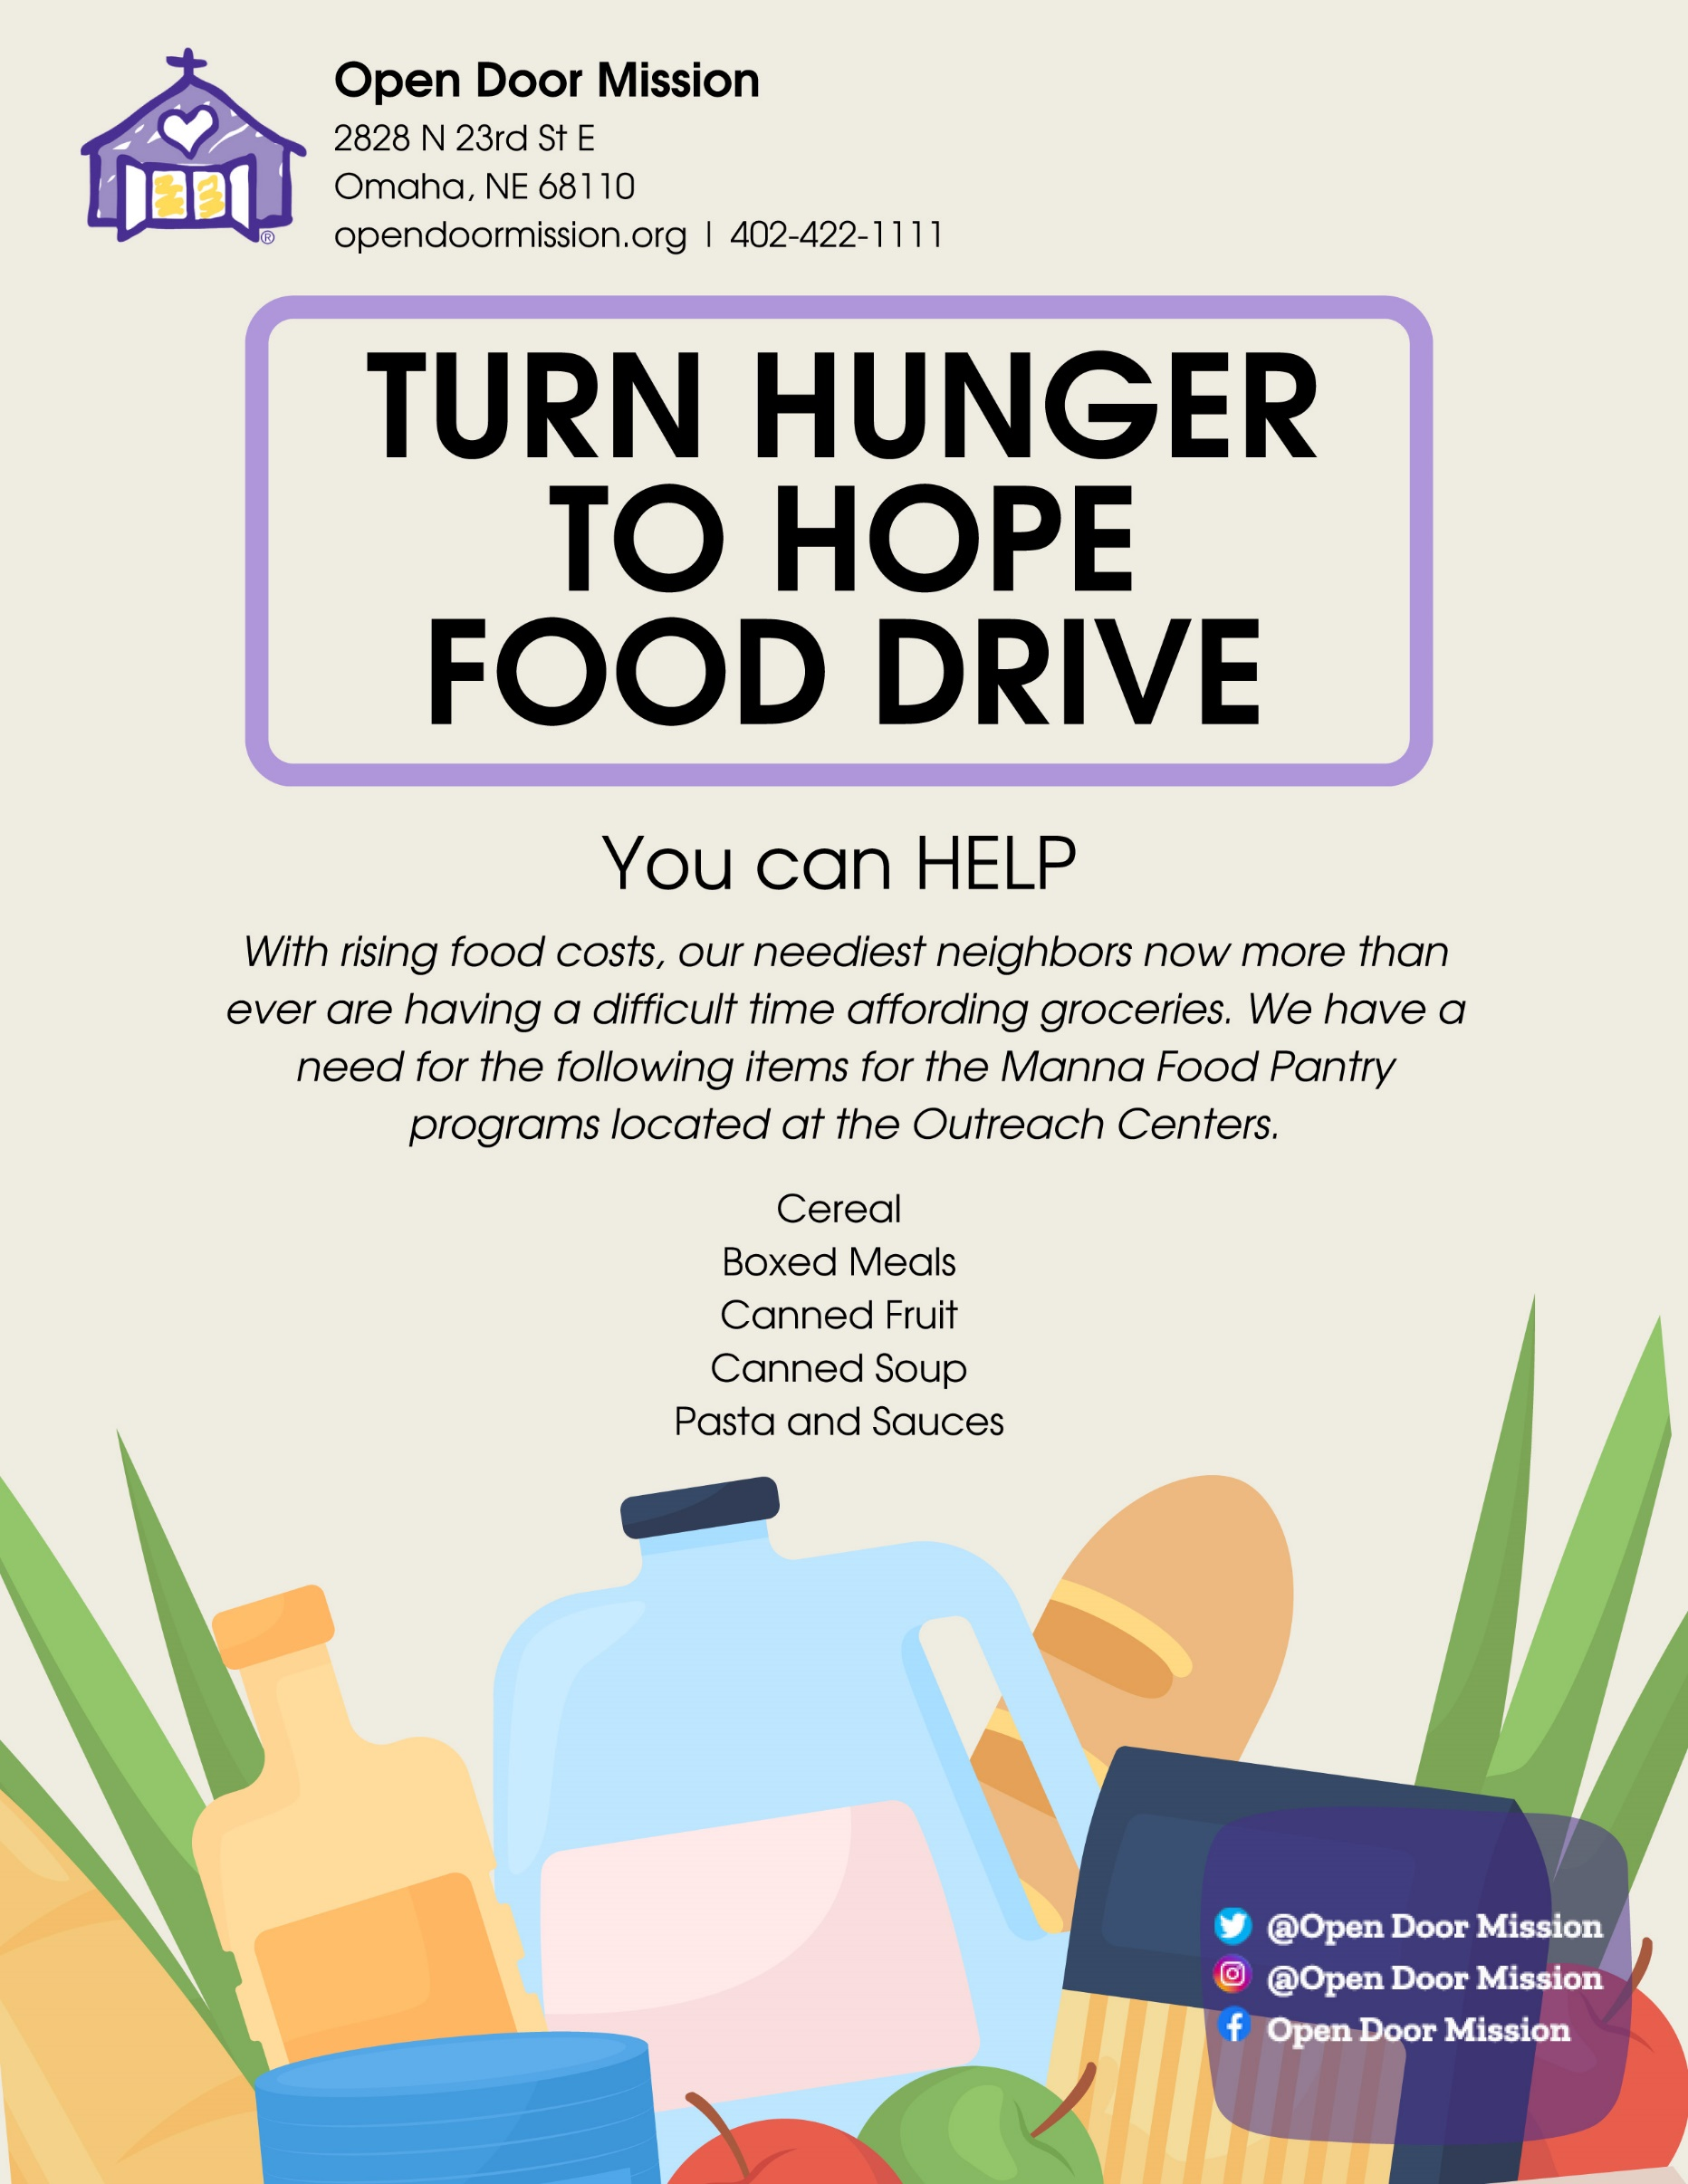 Open Door Mission
2828 N 23rd St E
Omaha, NE 68110
opendoormission.org | 402-422-1111
TURN HUNGER
TO HOPE
FOOD DRIVE
You can HELP
With rising food costs, our neediest neighbors now more than
ever are having a difficult time affording groceries. We have a
need for the following items for the Manna Food Pantry
programs located at the Outreach Centers.
Cereal
Boxed Meals
Canned Fruit
Canned Soup
Pasta and Sauces
@Open Door Mission
@Open Door Mission
Open Door Mission